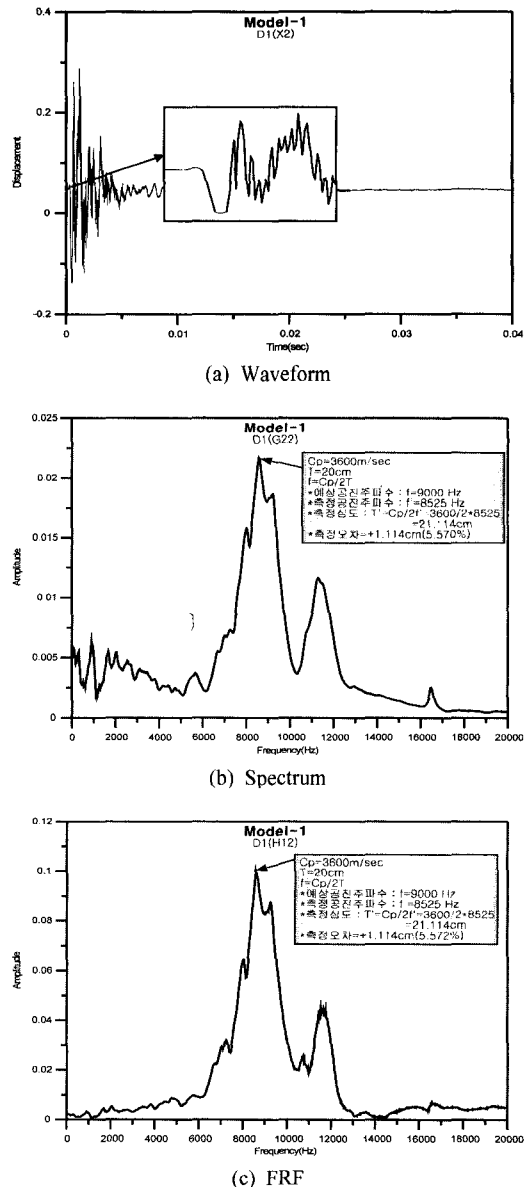 Model-1
D1(X2)
0.4
0.2
0
-0.2
Displacement
0 0.01 0.02 0.03 0.04
Time(sec)
(a) Waveform
Model-1
D1(G22)
0.025
0.02
0.015
0.01
0.005
0
Amplitude
Cp=3600m/sec
T=20cm
f=Cp/2T
*예상공진주파수 : f=9000 Hz
*측정공진주파수 : f'=8525 Hz
*측정심도 : T'=Cp/2f'=3600/2*8525
=21.114cm
*측정오차=+1.114cm(5.570%)
0 2000 4000 6000 8000 10000 12000 14000 16000 18000 20000
Frequency(Hz)
(b) Spectrum
Model-1
D1(H12)
0.12
0.1
0.08
0.06
0.04
0.02
0
Amplitude
Cp=3600m/sec
T=20cm
f=Cp/2T
*예상공진주파수 : f=9000 Hz
*측정공진주파수 : f'=8525 Hz
*측정심도 : T'=Cp/2f'=3600/2*8525
=21.114cm
*측정오차=+1.114cm(5.572%)
0 2000 4000 6000 8000 10000 12000 14000 16000 18000 20000
Frequency(Hz)
(c) FRF